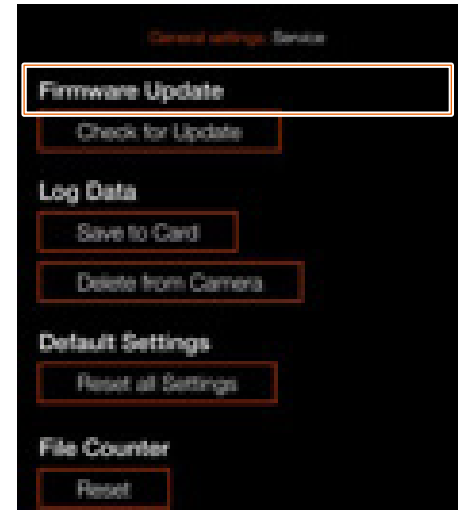 General settings: Service
Firmware Update
Check for Update
Log Data
Save to Card
Delete from Camera
Default Settings
Reset all Settings
File Counter
Reset